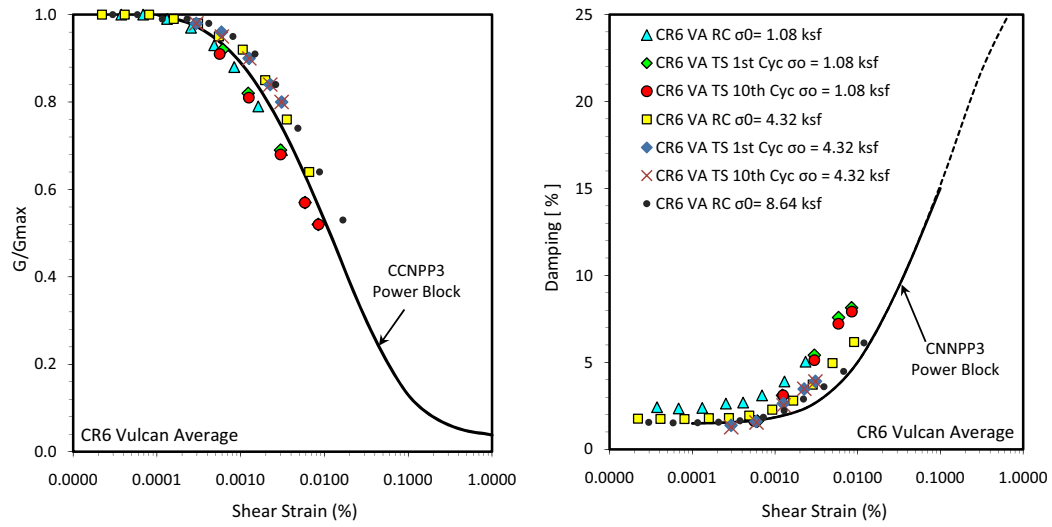 1.0
0.8
0.6
0.4
0.2
0.0
G/Gmax
CCNPP3
Power Block
CR6 Vulcan Average
0.0000
0.0001
0.0010
0.0100
0.1000
1.0000
Shear Strain (%)
25
20
15
10
5
0
Damping [ % ]
CR6 VA RC σ0= 1.08 ksf
CR6 VA TS 1st Cyc σo = 1.08 ksf
CR6 VA TS 10th Cyc σo = 1.08 ksf
CR6 VA RC σ0= 4.32 ksf
CR6 VA TS 1st Cyc σo = 4.32 ksf
CR6 VA TS 10th Cyc σo = 4.32 ksf
CR6 VA RC σ0= 8.64 ksf
CNNPP3
Power Block
CR6 Vulcan Average
0.0000
0.0001
0.0010
0.0100
0.1000
1.0000
Shear Strain (%)